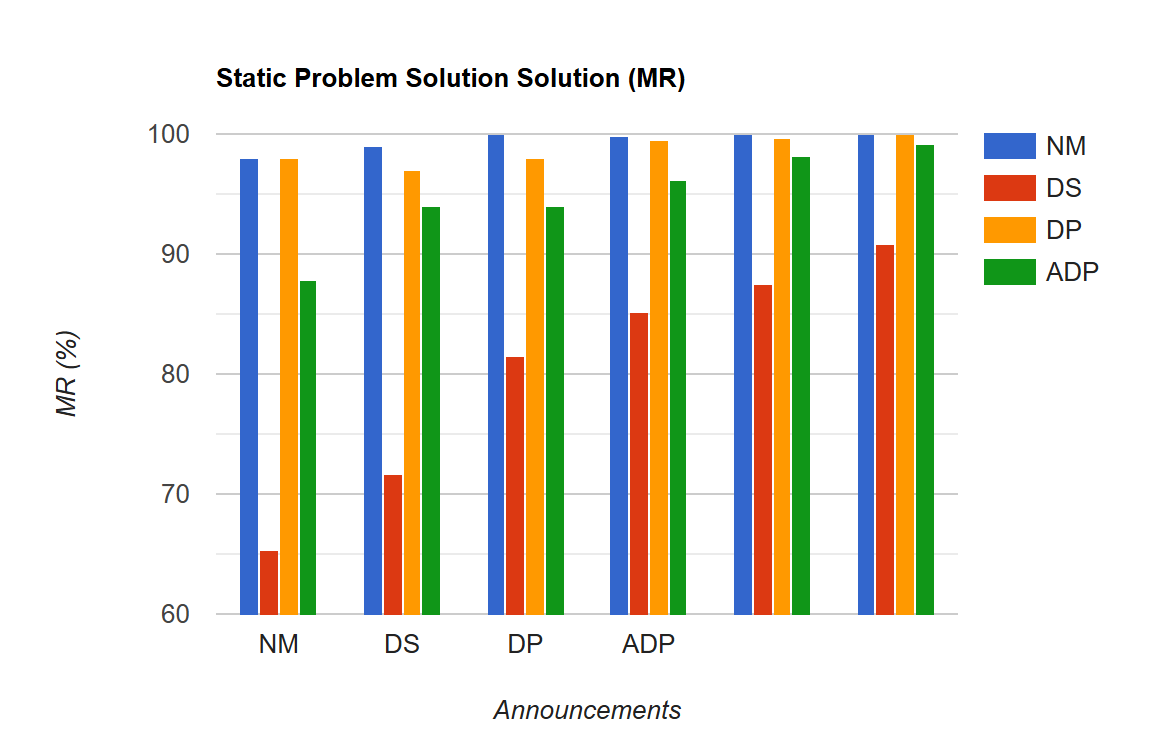 Static Problem Solution Solution (MR)
100
90
80
70
60
MR (%)
NM
DS
DP
ADP
Announcements
NM
DS
DP
ADP